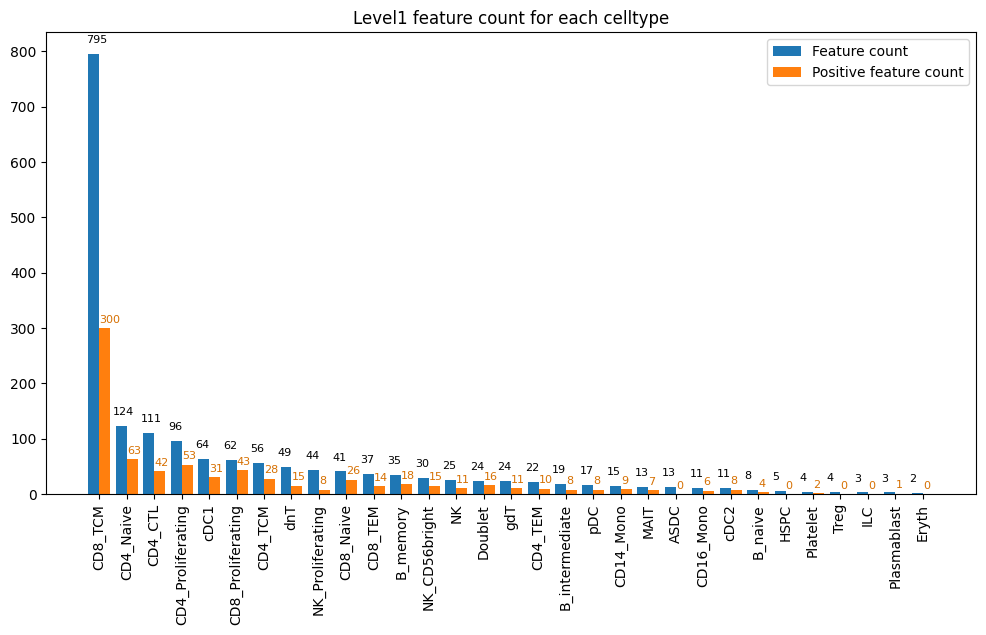 Level1 feature count for each celltype
Feature count
Positive feature count
800
700
600
500
400
300
200
100
0
795 300
124 63
111 42
96 53
64 31
62 43
56 28
49 15
44 8
41 26
37 14
35 18
30 15
25 11
24 16
24 11
22 10
19 8
17 8
15 9
13 7
13 0
11 6
11 8
8 4
5 0
4 2
4 0
3 0
3 1
2 0
CD8_TCM
CD4_Naive
CD4_CTL
CD4_Proliferating
cDC1
CD8_Proliferating
CD4_TCM
dnT
NK_Proliferating
CD8_Naive
CD8_TEM
B_memory
NK_CD56bright
NK
Doublet
gdT
CD4_TEM
B_intermediate
pDC
CD14_Mono
MAIT
ASDC
CD16_Mono
cDC2
B_naive
HSPC
Platelet
Treg
ILC
Plasmablast
Eryth